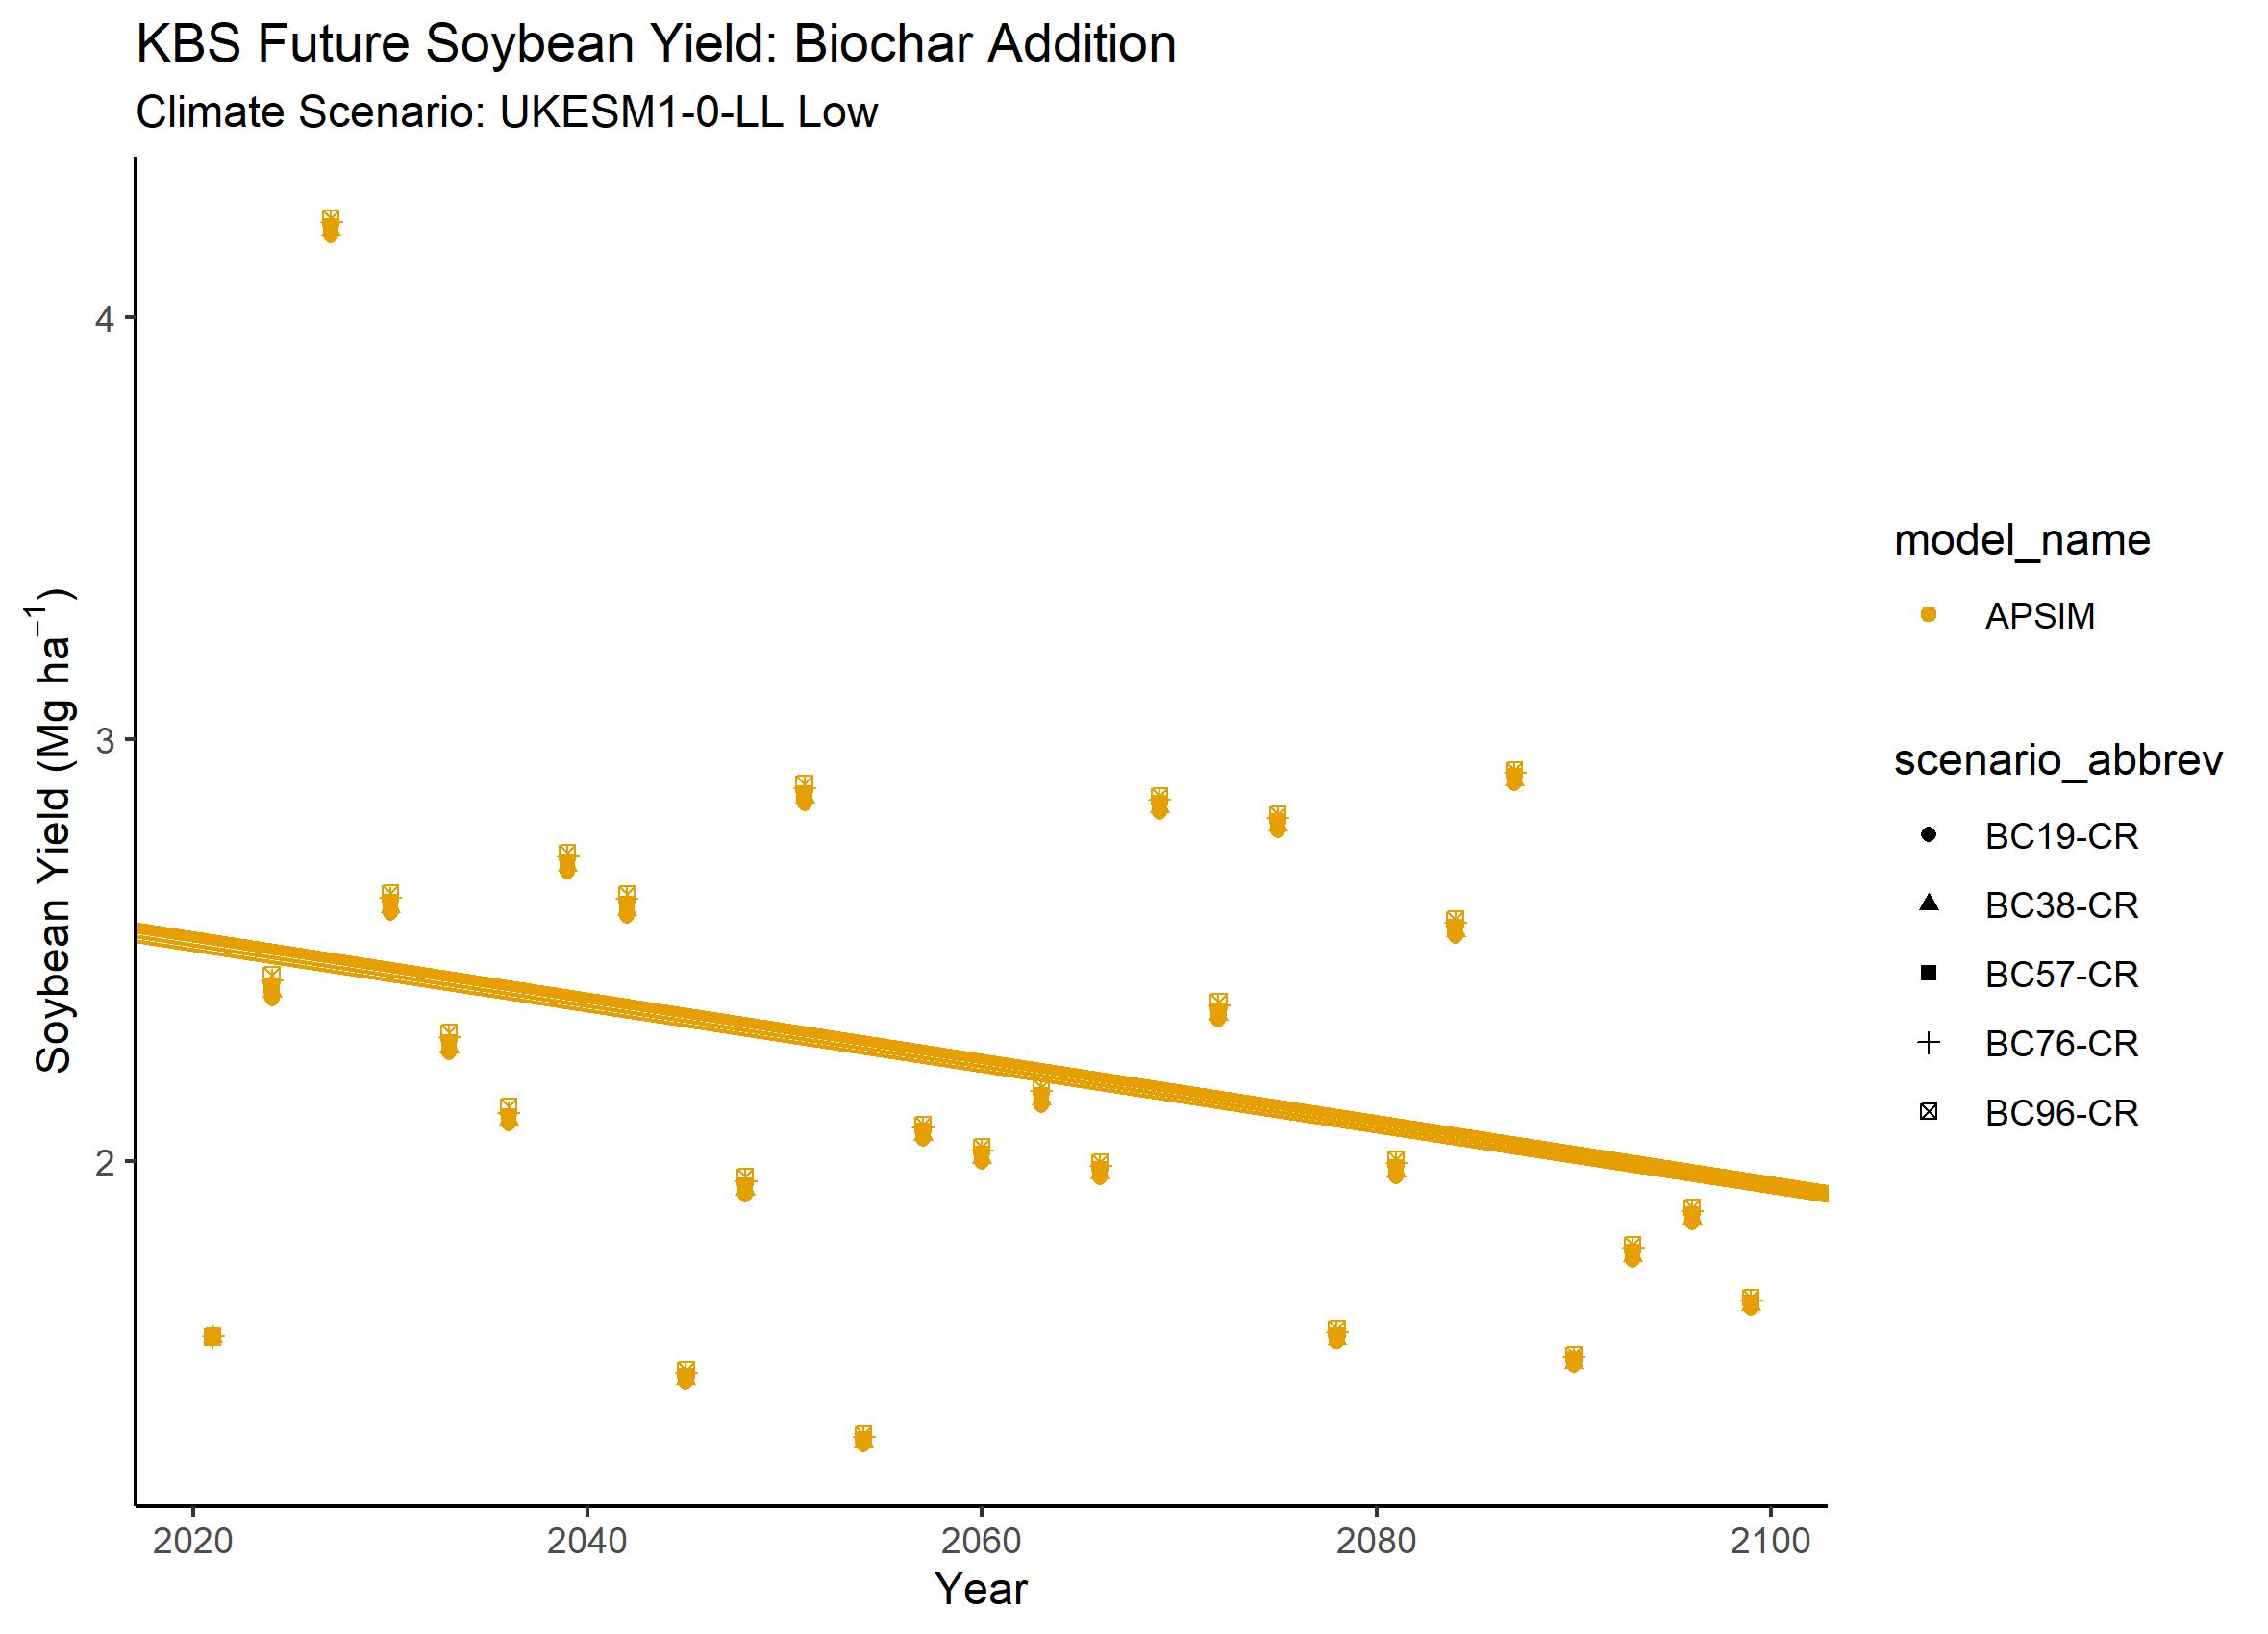 KBS Future Soybean Yield: Biochar Addition
Climate Scenario: UKESM1-0-LL Low
Soybean Yield (Mg ha⁻¹)
4
3
2
2020
2040
2060
2080
2100
Year
model_name
APSIM
scenario_abbrev
BC19-CR
BC38-CR
BC57-CR
BC76-CR
BC96-CR